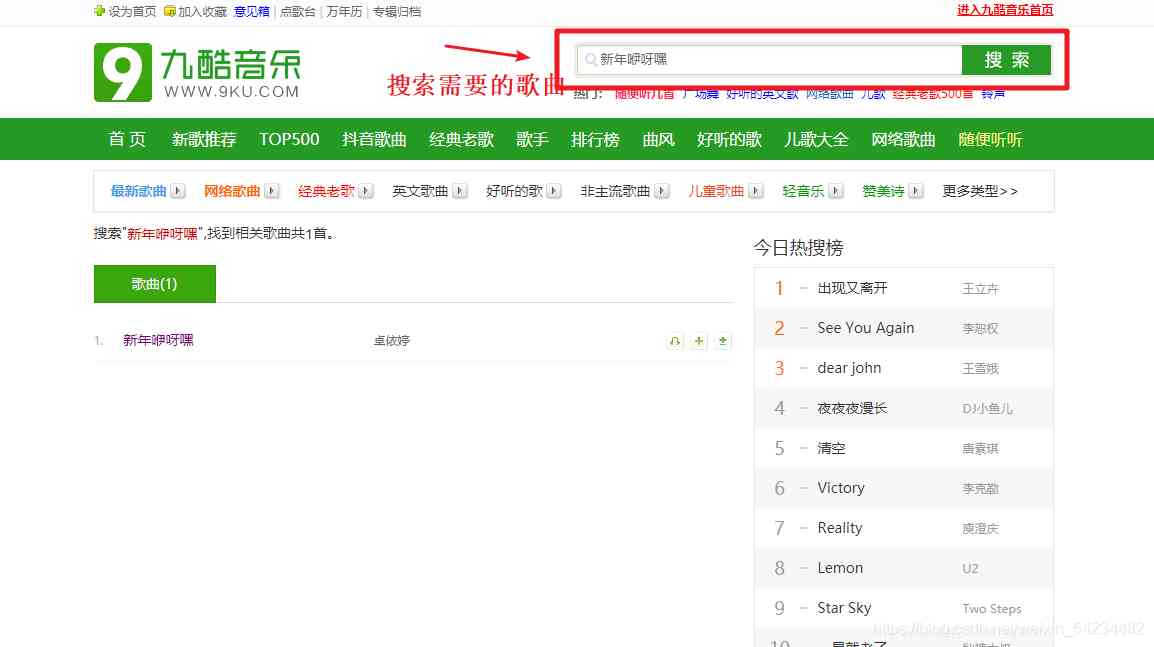 设为首页 加入收藏 意见箱 | 点歌台 | 万年历 | 专辑归档 进入九酷音乐首页
9 九酷音乐
WWW.9KU.COM
新年咿呀嘿 搜 索
搜索需要的歌曲
热门： 随便听几首 广场舞 好听的英文歌 网络歌曲 儿歌 经典老歌500首 铃声
首 页 新歌推荐 TOP500 抖音歌曲 经典老歌 歌手 排行榜 曲风 好听的歌 儿歌大全 网络歌曲 随便听听
最新歌曲 网络歌曲 经典老歌 英文歌曲 好听的歌 非主流歌曲 儿童歌曲 轻音乐 赞美诗 更多类型>>
搜索"新年咿呀嘿",找到相关歌曲共1首。
歌曲(1)
1. 新年咿呀嘿 卓依婷
今日热搜榜
1 出现又离开 王立卉
2 See You Again 李恕权
3 dear john 王雪娥
4 夜夜夜漫长 DJ小鱼儿
5 清空 唐素琪
6 Victory 李克勤
7 Reality 庾澄庆
8 Lemon U2
9 Star Sky Two Steps
10
https://blog.csdn.net/weixin_54234482